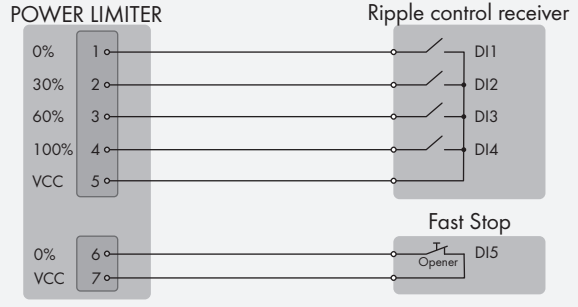 POWER LIMITER Ripple control receiver
0% 1 DI1
30% 2 DI2
60% 3 DI3
100% 4 DI4
VCC 5
Fast Stop
0% 6 DI5
Opener
VCC 7